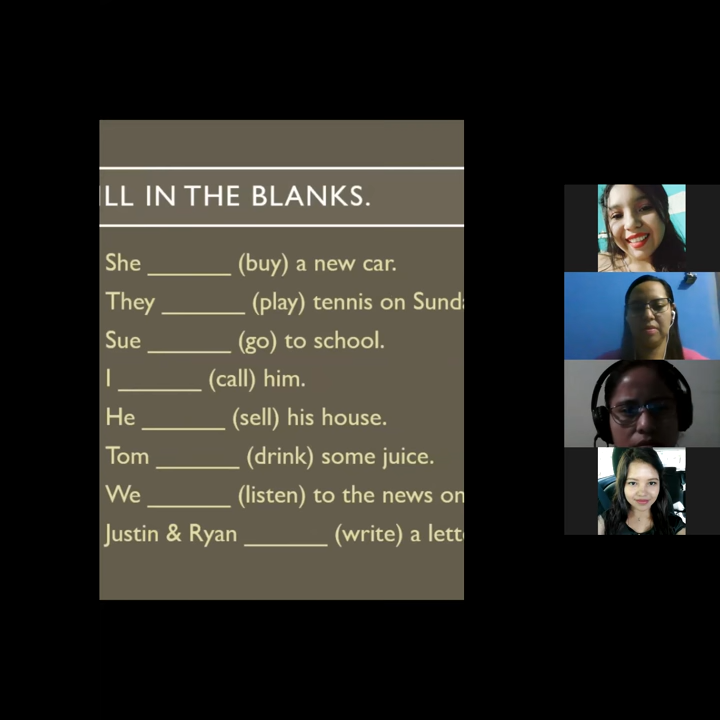 ILL IN THE BLANKS.
She _______ (buy) a new car.
They _______ (play) tennis on Sund
Sue _______ (go) to school.
I _______ (call) him.
He _______ (sell) his house.
Tom _______ (drink) some juice.
We _______ (listen) to the news on
Justin & Ryan _______ (write) a lett